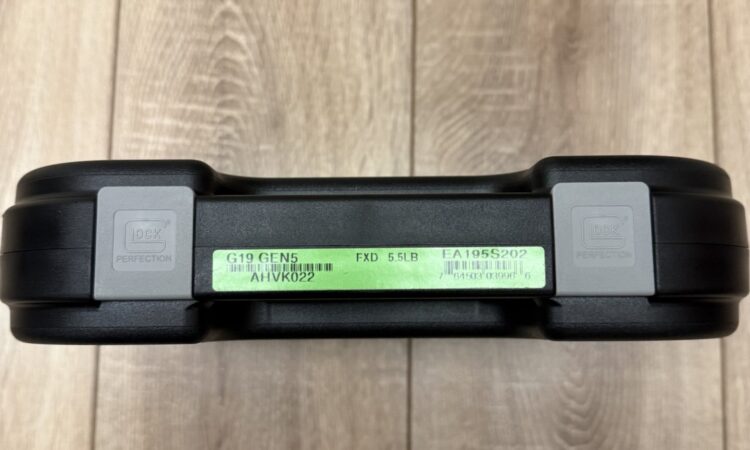 GLOCK
PERFECTION
G19 GEN5 FXD 5.5LB EA195S202
AHVK022
GLOCK
PERFECTION